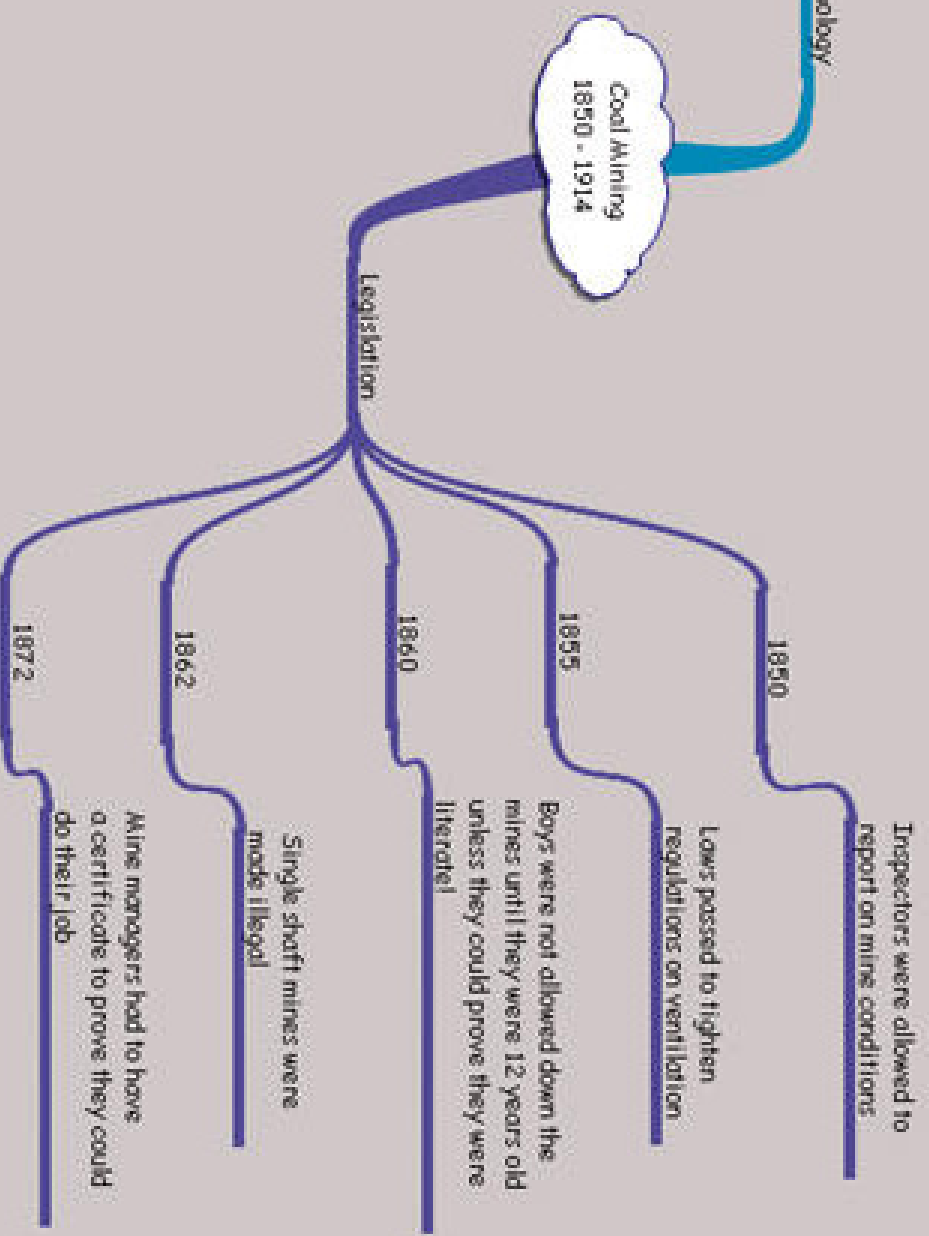 ology
Coal Mining
1850 - 1914
Legislation
1850
Inspectors were allowed to
report on mine conditions
1855
Laws passed to tighten
regulations on ventilation
1860
Boys were not allowed down the
mines until they were 12 years old
unless they could prove they were
literate!
1862
Single shaft mines were
made illegal
1872
Mine managers had to have
a certificate to prove they could
do their job